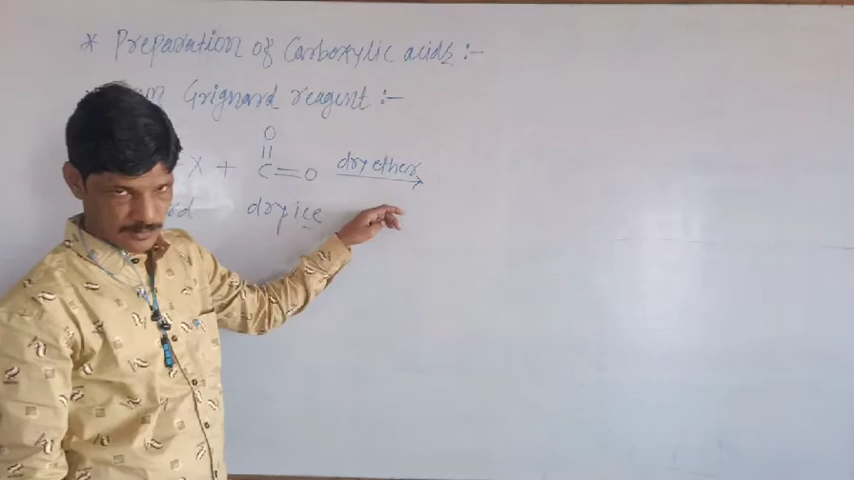 * Preparation of Carboxylic acids :-
Grignard reagent :-
O
X + C = O dry ether
dry ice